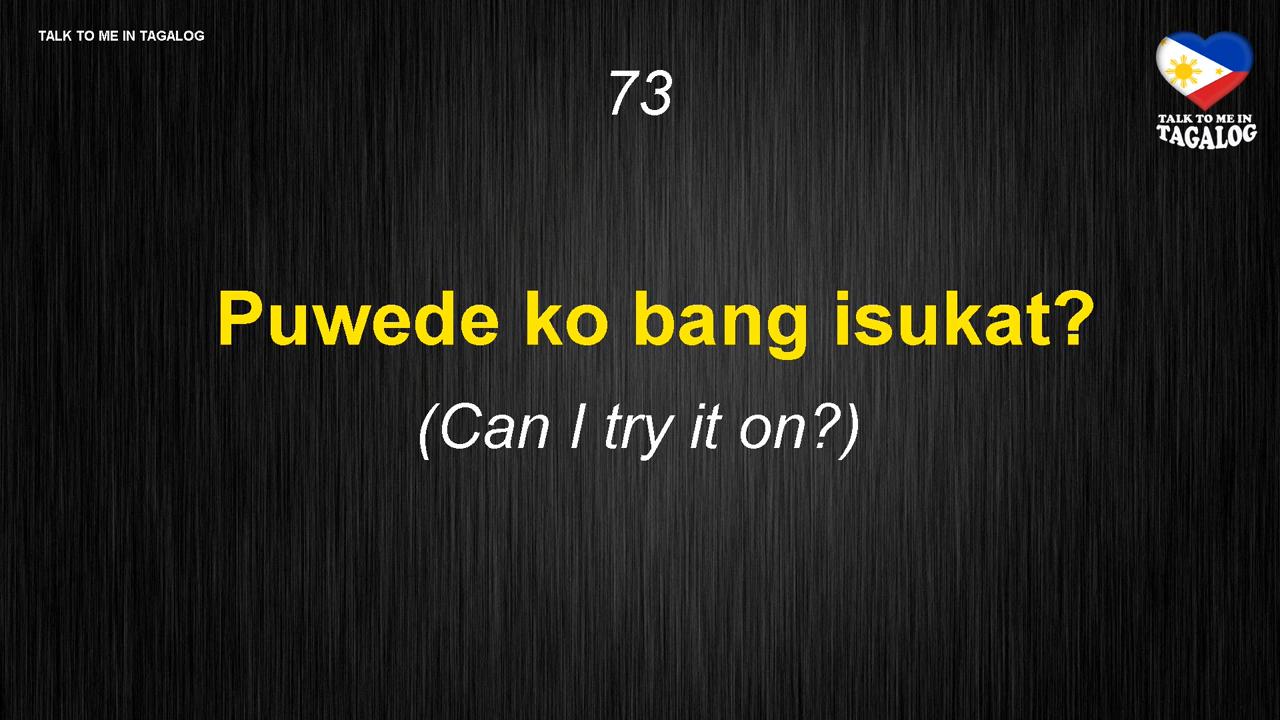 TALK TO ME IN TAGALOG
73
TALK TO ME IN
TAGALOG
Puwede ko bang isukat?
(Can I try it on?)